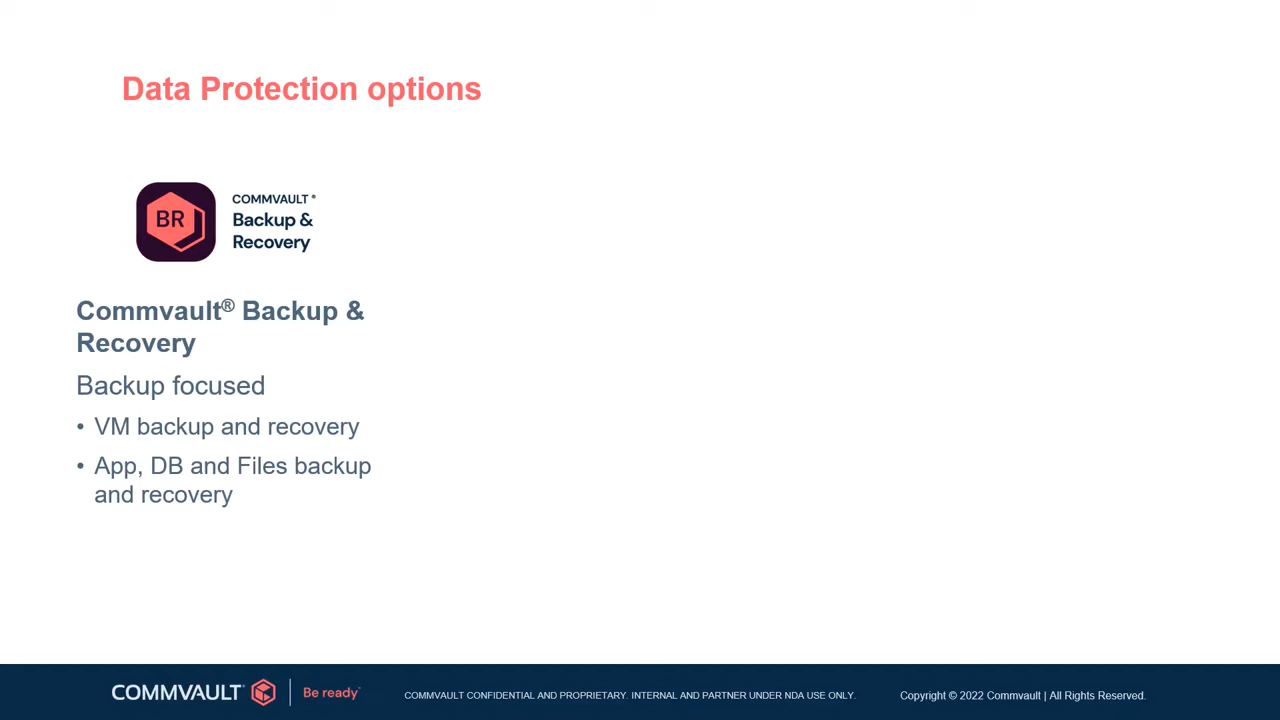 Data Protection options
BR
COMMVAULT®
Backup &
Recovery
Commvault® Backup &
Recovery
Backup focused
• VM backup and recovery
• App, DB and Files backup
and recovery
COMMVAULT
Be ready
COMMVAULT CONFIDENTIAL AND PROPRIETARY. INTERNAL AND PARTNER UNDER NDA USE ONLY.
Copyright © 2022 Commvault | All Rights Reserved.